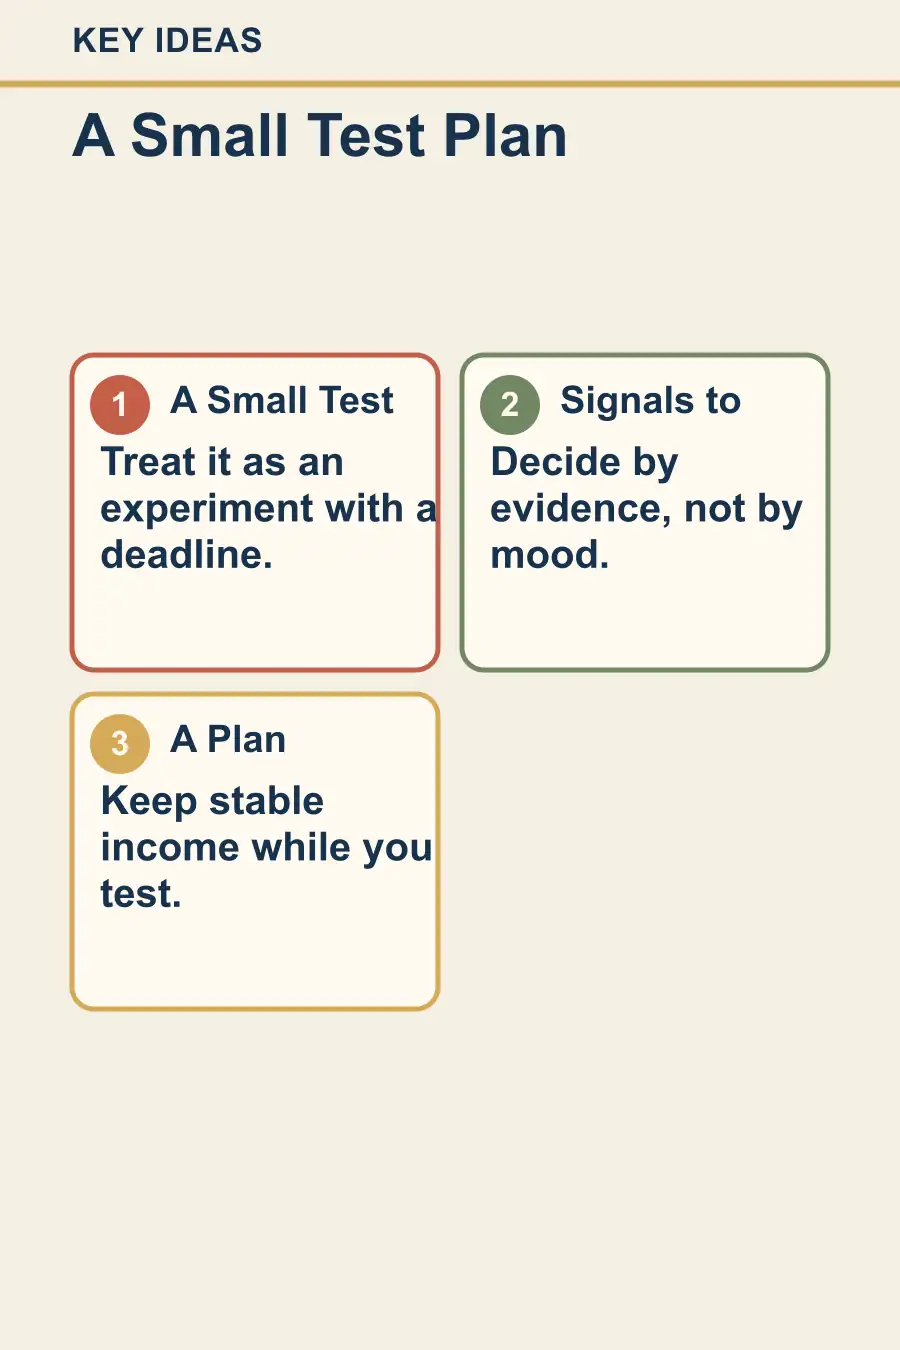 KEY IDEAS
A Small Test Plan
1
A Small Test
Treat it as an
experiment with a
deadline.
2
Signals to
Decide by
evidence, not by
mood.
3
A Plan
Keep stable
income while you
test.